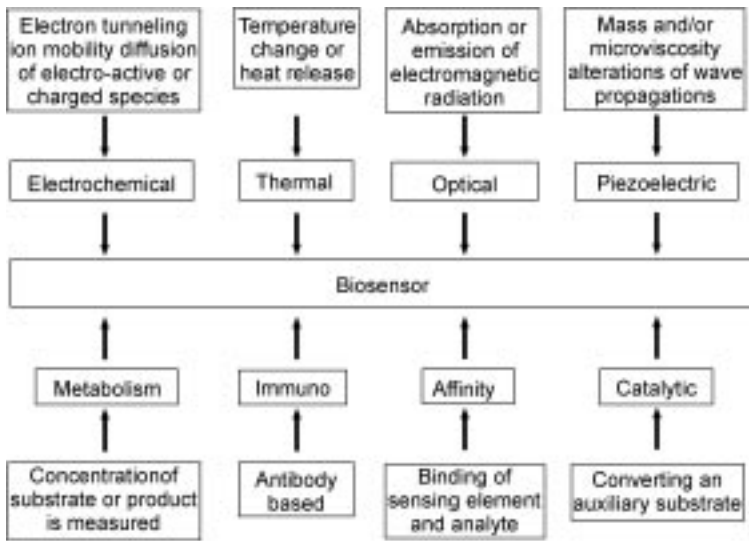 Electron tunneling
ion mobility diffusion
of electro-active or
charged species
Temperature
change or
heat release
Absorption or
emission of
electromagnetic
radiation
Mass and/or
microviscosity
alterations of wave
propagations
Electrochemical
Thermal
Optical
Piezoelectric
Biosensor
Metabolism
Immuno
Affinity
Catalytic
Concentrationof
substrate or product
is measured
Antibody
based
Binding of
sensing element
and analyte
Converting an
auxiliary substrate